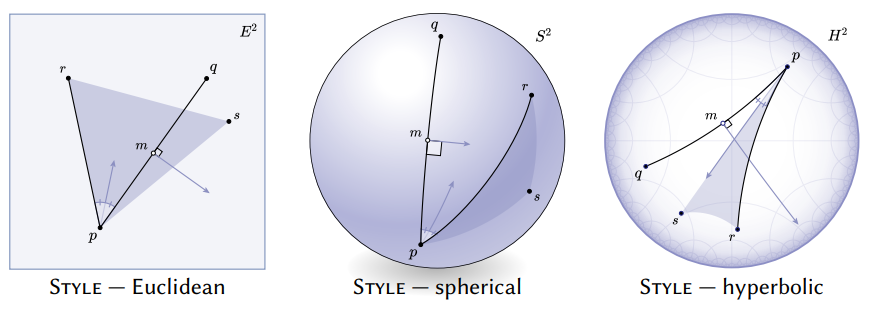 E²
r
q
s
m
p
Style — Euclidean
S²
q
r
m
s
p
Style — spherical
H²
p
m
q
s
r
Style — hyperbolic